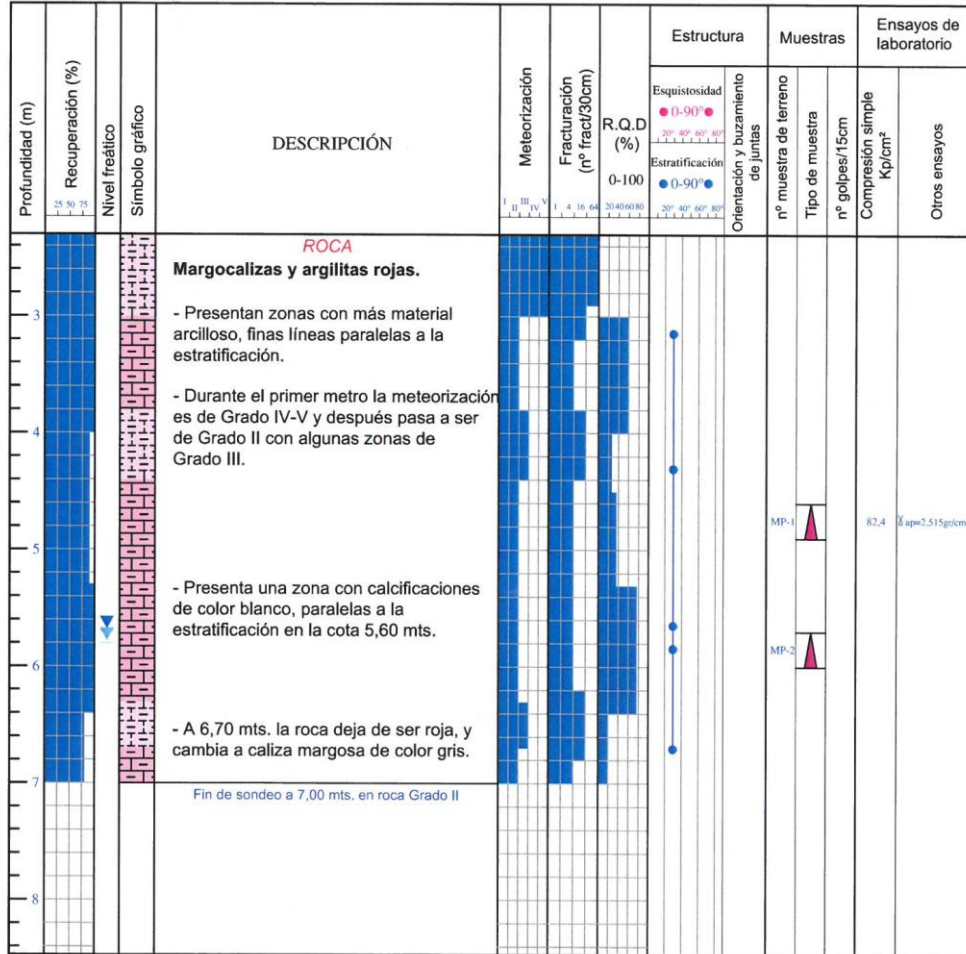 Profundidad (m)
Recuperación (%)
25 50 75
Nivel freático
Símbolo gráfico
DESCRIPCIÓN
Meteorización
I II III IV V
Fracturación
(nº fract/30cm)
1 4 16 64
R.Q.D
(%)
0-100
20 40 60 80
Estructura
Esquistosidad
0-90°
20° 40° 60° 80°
Estratificación
0-90°
20° 40° 60° 80°
Orientación y buzamiento
de juntas
Muestras
nº muestra de terreno
Tipo de muestra
nº golpes/15cm
Ensayos de
laboratorio
Compresión simple
Kp/cm²
Otros ensayos
ROCA
Margocalizas y argilitas rojas.
3
- Presentan zonas con más material
arcilloso, finas líneas paralelas a la
estratificación.
- Durante el primer metro la meteorización
es de Grado IV-V y después pasa a ser
de Grado II con algunas zonas de
Grado III.
4
MP-1
82,4
γ ap=2,515gr/cm
5
- Presenta una zona con calcificaciones
de color blanco, paralelas a la
estratificación en la cota 5,60 mts.
MP-2
6
- A 6,70 mts. la roca deja de ser roja, y
cambia a caliza margosa de color gris.
7
Fin de sondeo a 7,00 mts. en roca Grado II
8